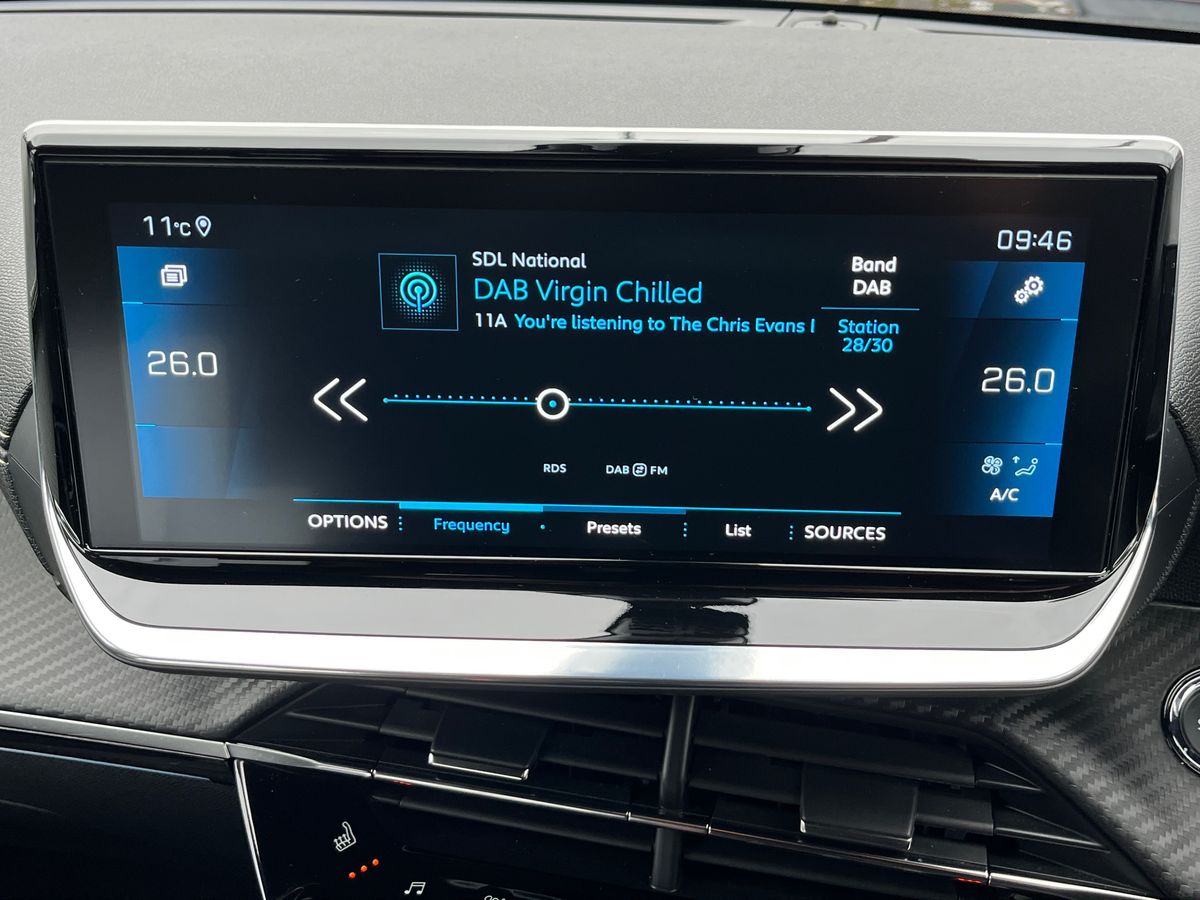 11°C
09:46
SDL National
DAB Virgin Chilled
11A You're listening to The Chris Evans
Band
DAB
Station
28/30
26.0
26.0
RDS
DAB FM
A/C
OPTIONS Frequency Presets List SOURCES